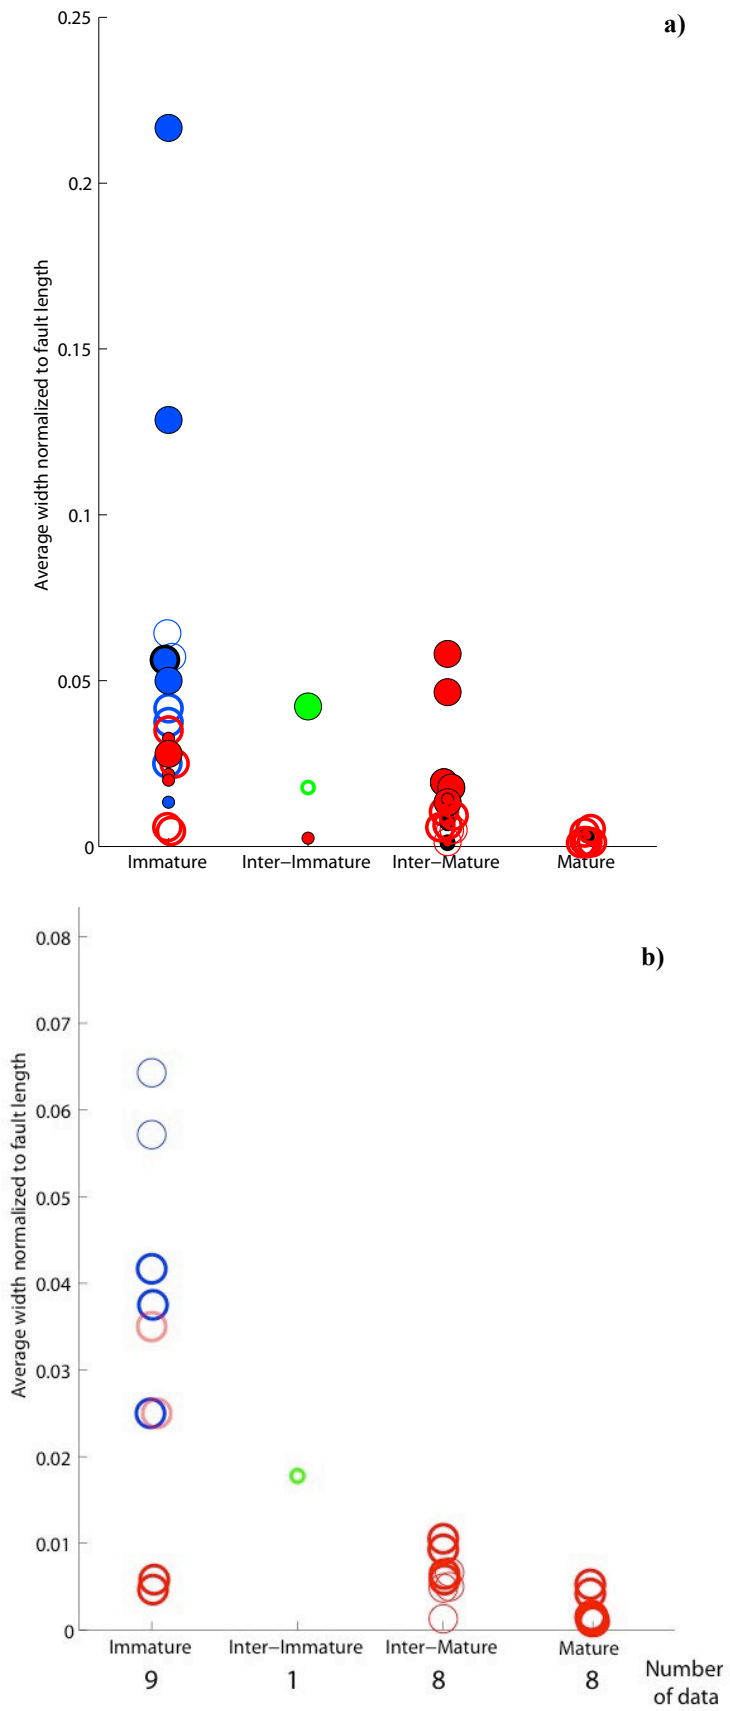 a)
0.25
0.2
0.15
0.1
0.05
0
Average width normalized to fault length
Immature Inter–Immature Inter–Mature Mature
b)
0.08
0.07
0.06
0.05
0.04
0.03
0.02
0.01
0
Average width normalized to fault length
Immature Inter–Immature Inter–Mature Mature
9 1 8 8 Number
of data